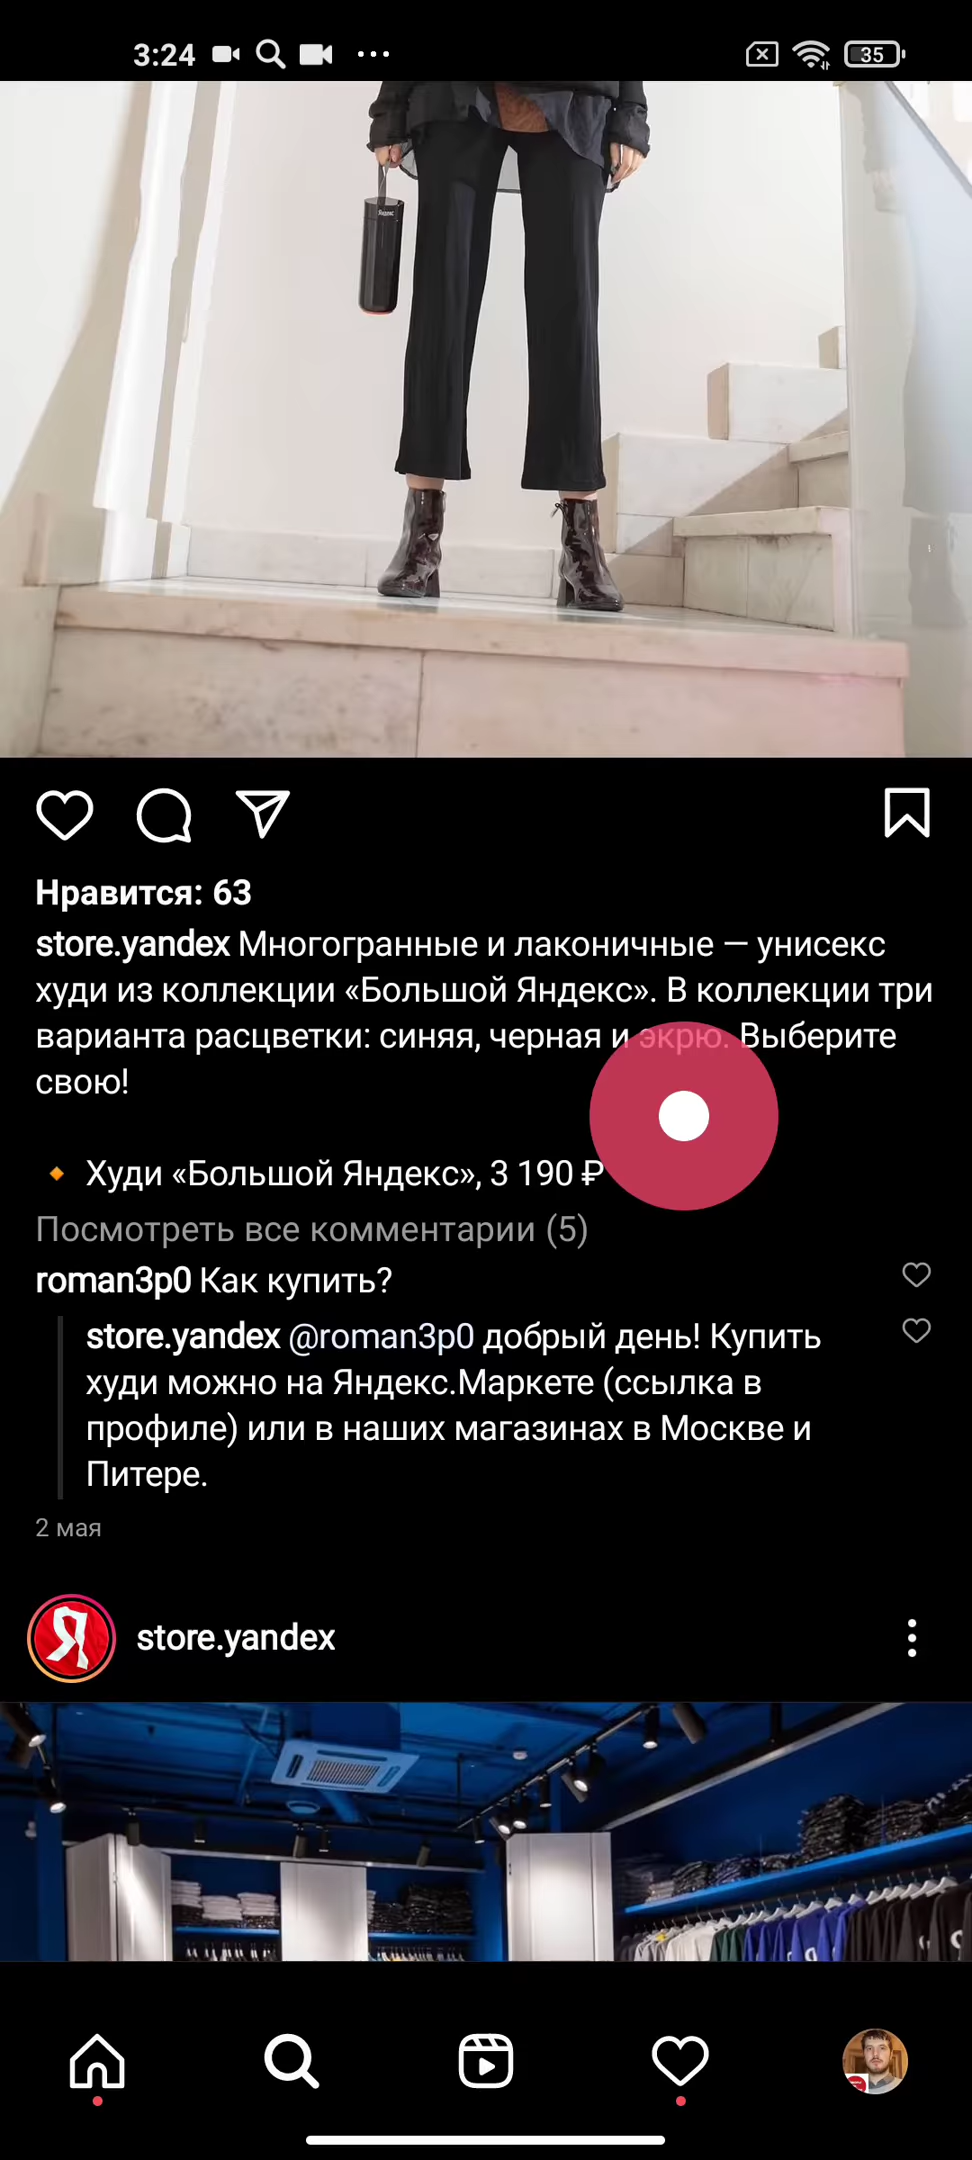 3:24
35
Яндекс
Нравится: 63
store.yandex Многогранные и лаконичные — унисекс
худи из коллекции «Большой Яндекс». В коллекции три
варианта расцветки: синяя, черная и экрю. Выберите
свою!
🔸 Худи «Большой Яндекс», 3 190 ₽
Посмотреть все комментарии (5)
roman3p0 Как купить?
store.yandex @roman3p0 добрый день! Купить
худи можно на Яндекс.Маркете (ссылка в
профиле) или в наших магазинах в Москве и
Питере.
2 мая
Я store.yandex